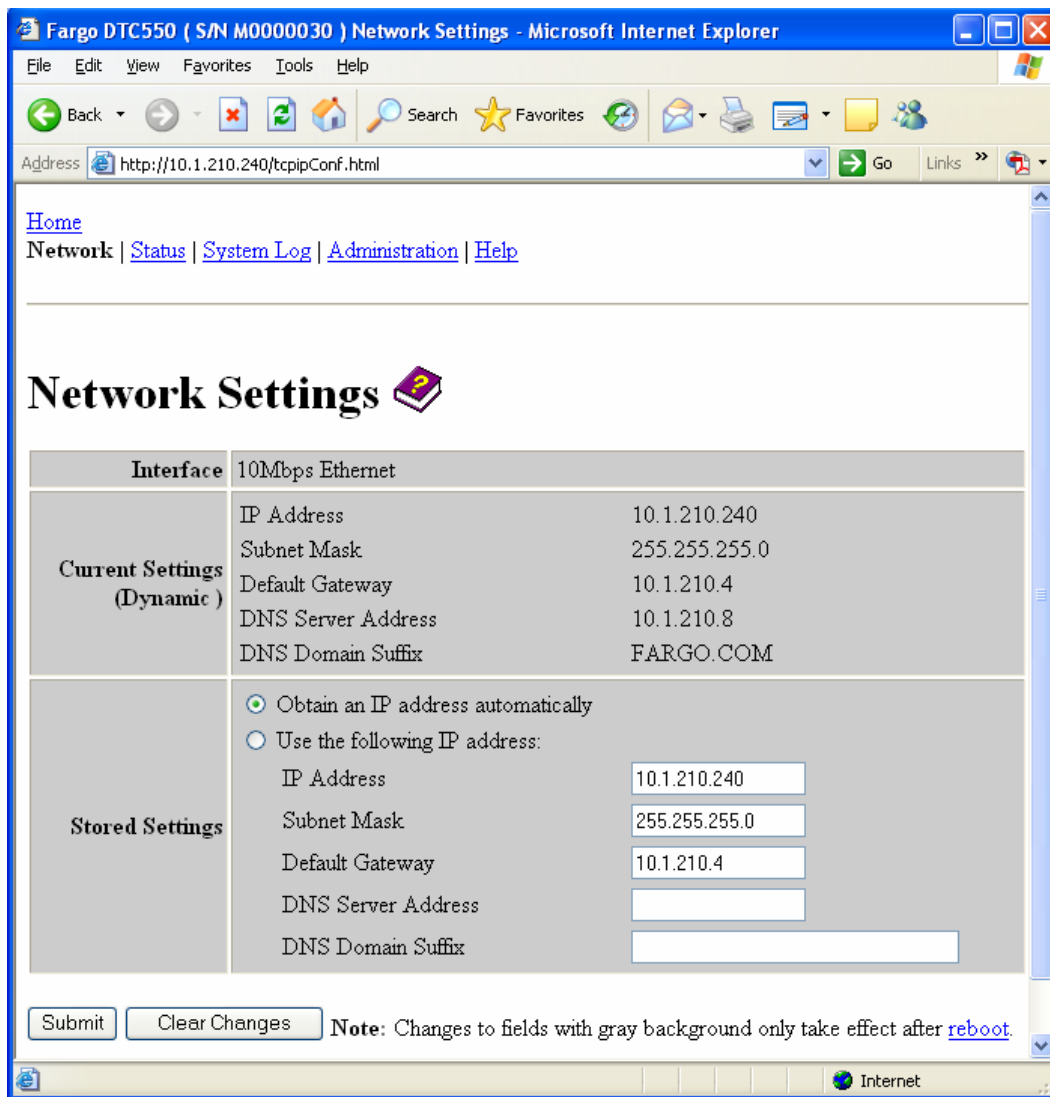 Fargo DTC550 ( S/N M0000030 ) Network Settings - Microsoft Internet Explorer
File Edit View Favorites Tools Help
Back Search Favorites
Address http://10.1.210.240/tcpipConf.html Go Links »
Home
Network | Status | System Log | Administration | Help
Network Settings
Interface 10Mbps Ethernet
Current Settings (Dynamic )
IP Address 10.1.210.240
Subnet Mask 255.255.255.0
Default Gateway 10.1.210.4
DNS Server Address 10.1.210.8
DNS Domain Suffix FARGO.COM
Stored Settings
Obtain an IP address automatically
Use the following IP address:
IP Address 10.1.210.240
Subnet Mask 255.255.255.0
Default Gateway 10.1.210.4
DNS Server Address
DNS Domain Suffix
Submit Clear Changes Note: Changes to fields with gray background only take effect after reboot.
Internet